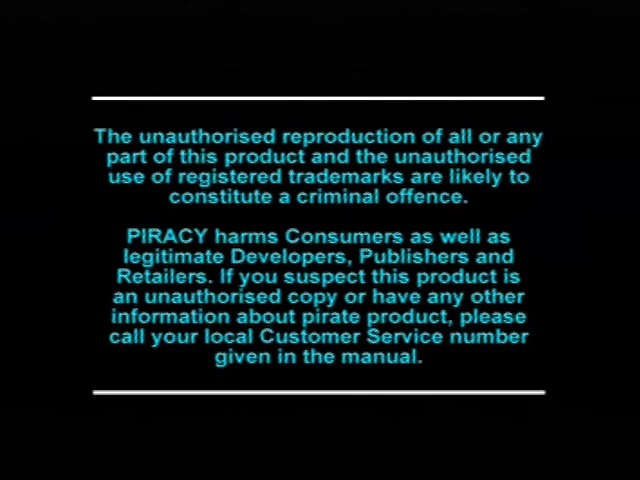 The unauthorised reproduction of all or any
part of this product and the unauthorised
use of registered trademarks are likely to
constitute a criminal offence.
PIRACY harms Consumers as well as
legitimate Developers, Publishers and
Retailers. If you suspect this product is
an unauthorised copy or have any other
information about pirate product, please
call your local Customer Service number
given in the manual.